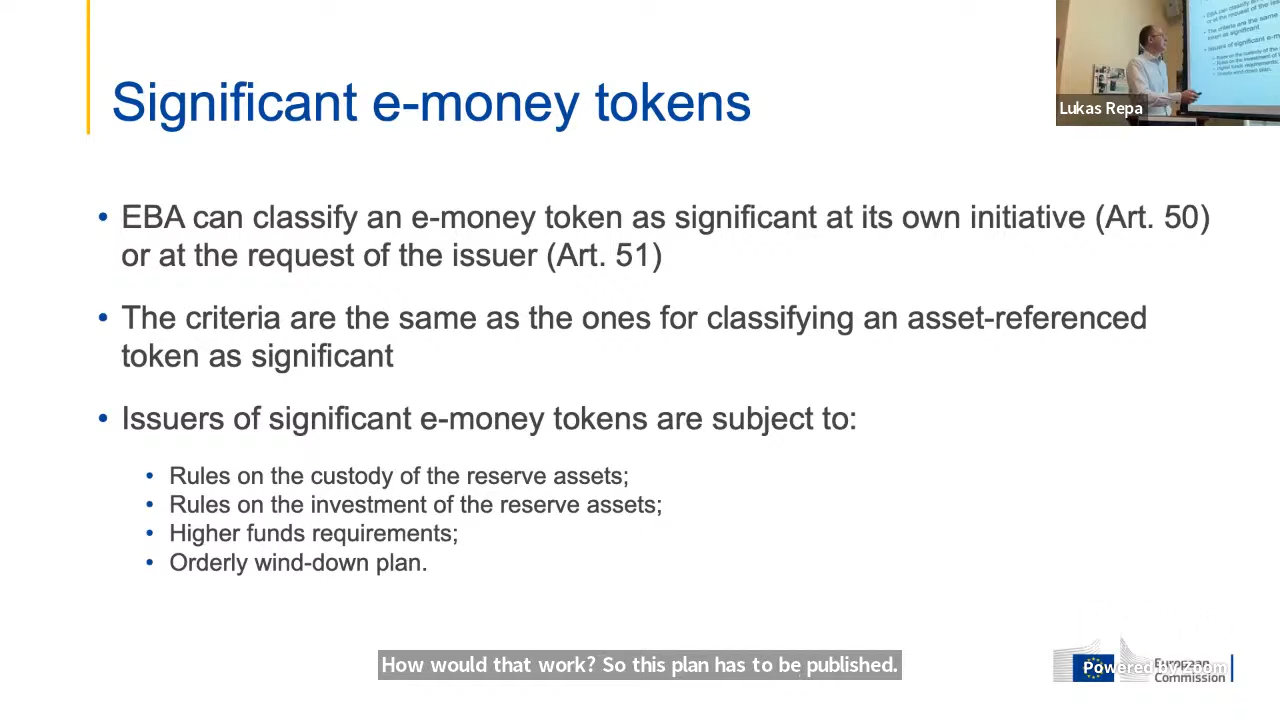 Significant e-money tokens
Lukas Repa
• EBA can classify an e-money token as significant at its own initiative (Art. 50)
or at the request of the issuer (Art. 51)
• The criteria are the same as the ones for classifying an asset-referenced
token as significant
• Issuers of significant e-money tokens are subject to:
• Rules on the custody of the reserve assets;
• Rules on the investment of the reserve assets;
• Higher funds requirements;
• Orderly wind-down plan.
How would that work? So this plan has to be published.
Powered by Zoom
European
Commission